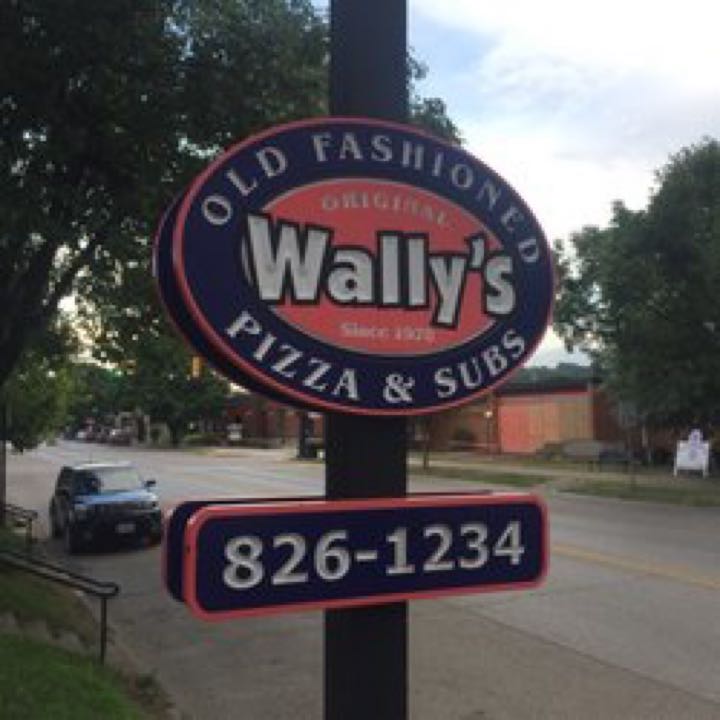 OLD FASHIONED
ORIGINAL
Wally's
Since 1970
PIZZA & SUBS
826-1234